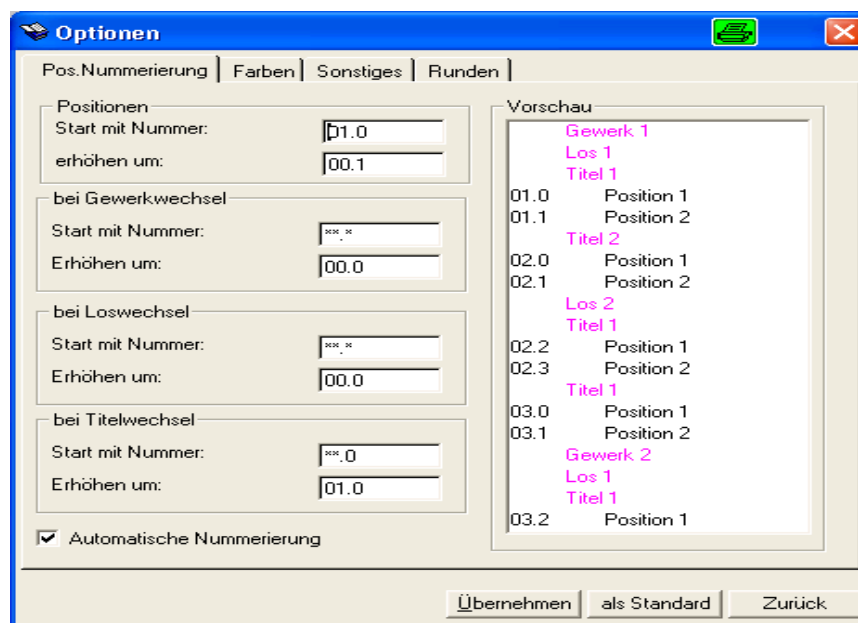 Optionen
Pos.Nummerierung Farben Sonstiges Runden
Positionen
Start mit Nummer: 01.0
erhöhen um: 00.1
bei Gewerkwechsel
Start mit Nummer: **.*
Erhöhen um: 00.0
bei Loswechsel
Start mit Nummer: **.*
Erhöhen um: 00.0
bei Titelwechsel
Start mit Nummer: **.0
Erhöhen um: 01.0
Automatische Nummerierung
Vorschau
Gewerk 1
Los 1
Titel 1
01.0 Position 1
01.1 Position 2
Titel 2
02.0 Position 1
02.1 Position 2
Los 2
Titel 1
02.2 Position 1
02.3 Position 2
Titel 1
03.0 Position 1
03.1 Position 2
Gewerk 2
Los 1
Titel 1
03.2 Position 1
Übernehmen als Standard Zurück